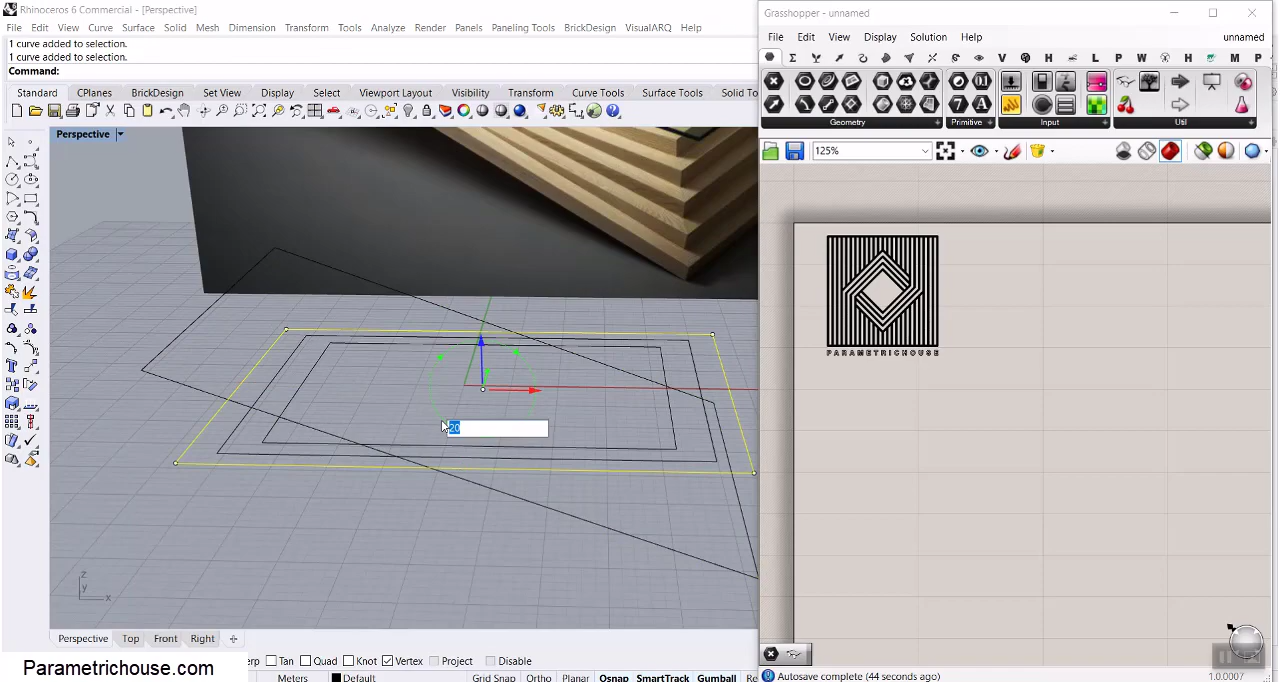 Rhinoceros 6 Commercial - [Perspective]
File Edit View Curve Surface Solid Mesh Dimension Transform Tools Analyze Render Panels Paneling Tools BrickDesign VisualARQ Help
1 curve added to selection.
1 curve added to selection.
Command:
Standard CPlanes BrickDesign Set View Display Select Viewport Layout Visibility Transform Curve Tools Surface Tools Solid To
Perspective
20
z
y
x
Perspective Top Front Right
Tan Quad Knot Vertex Project Disable
Meters Default Grid Snap Ortho Planar Osnap SmartTrack Gumball
Parametrichouse.com
Grasshopper - unnamed
File Edit View Display Solution Help unnamed
Geometry Primitive Input Util
125%
PARAMETRICHOUSE
Autosave complete (44 seconds ago) 1.0.0007